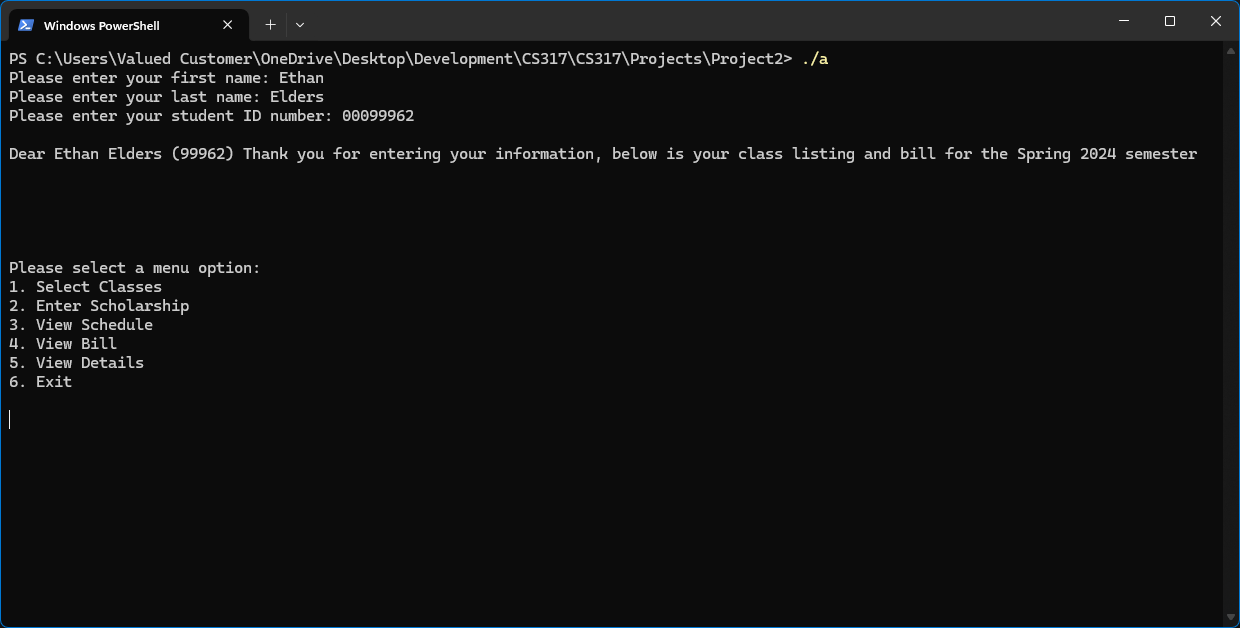 Windows PowerShell
PS C:\Users\Valued Customer\OneDrive\Desktop\Development\CS317\CS317\Projects\Project2> ./a
Please enter your first name: Ethan
Please enter your last name: Elders
Please enter your student ID number: 00099962
Dear Ethan Elders (99962) Thank you for entering your information, below is your class listing and bill for the Spring 2024 semester
Please select a menu option:
1. Select Classes
2. Enter Scholarship
3. View Schedule
4. View Bill
5. View Details
6. Exit